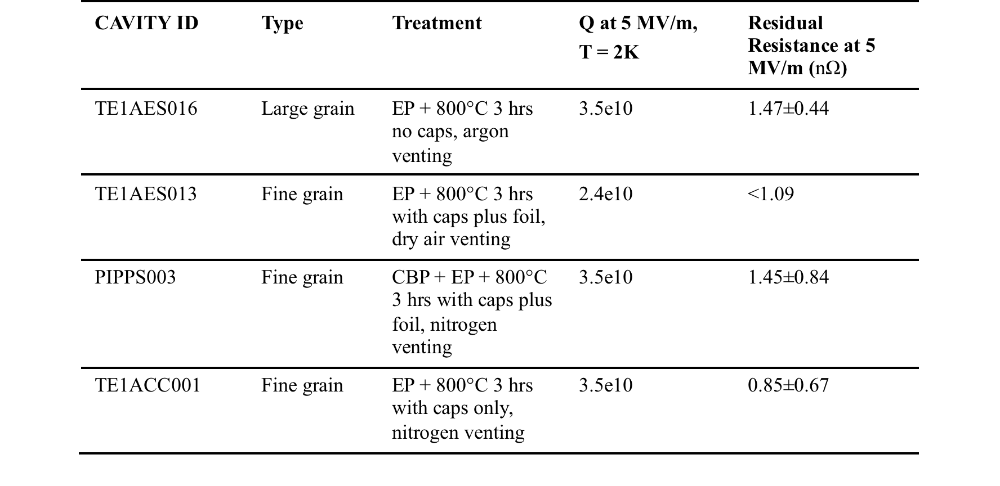 CAVITY ID Type Treatment Q at 5 MV/m, Residual
T = 2K Resistance at 5
MV/m (nΩ)
TE1AES016 Large grain EP + 800°C 3 hrs 3.5e10 1.47±0.44
no caps, argon
venting
TE1AES013 Fine grain EP + 800°C 3 hrs 2.4e10 <1.09
with caps plus foil,
dry air venting
PIPPS003 Fine grain CBP + EP + 800°C 3.5e10 1.45±0.84
3 hrs with caps plus
foil, nitrogen
venting
TE1ACC001 Fine grain EP + 800°C 3 hrs 3.5e10 0.85±0.67
with caps only,
nitrogen venting